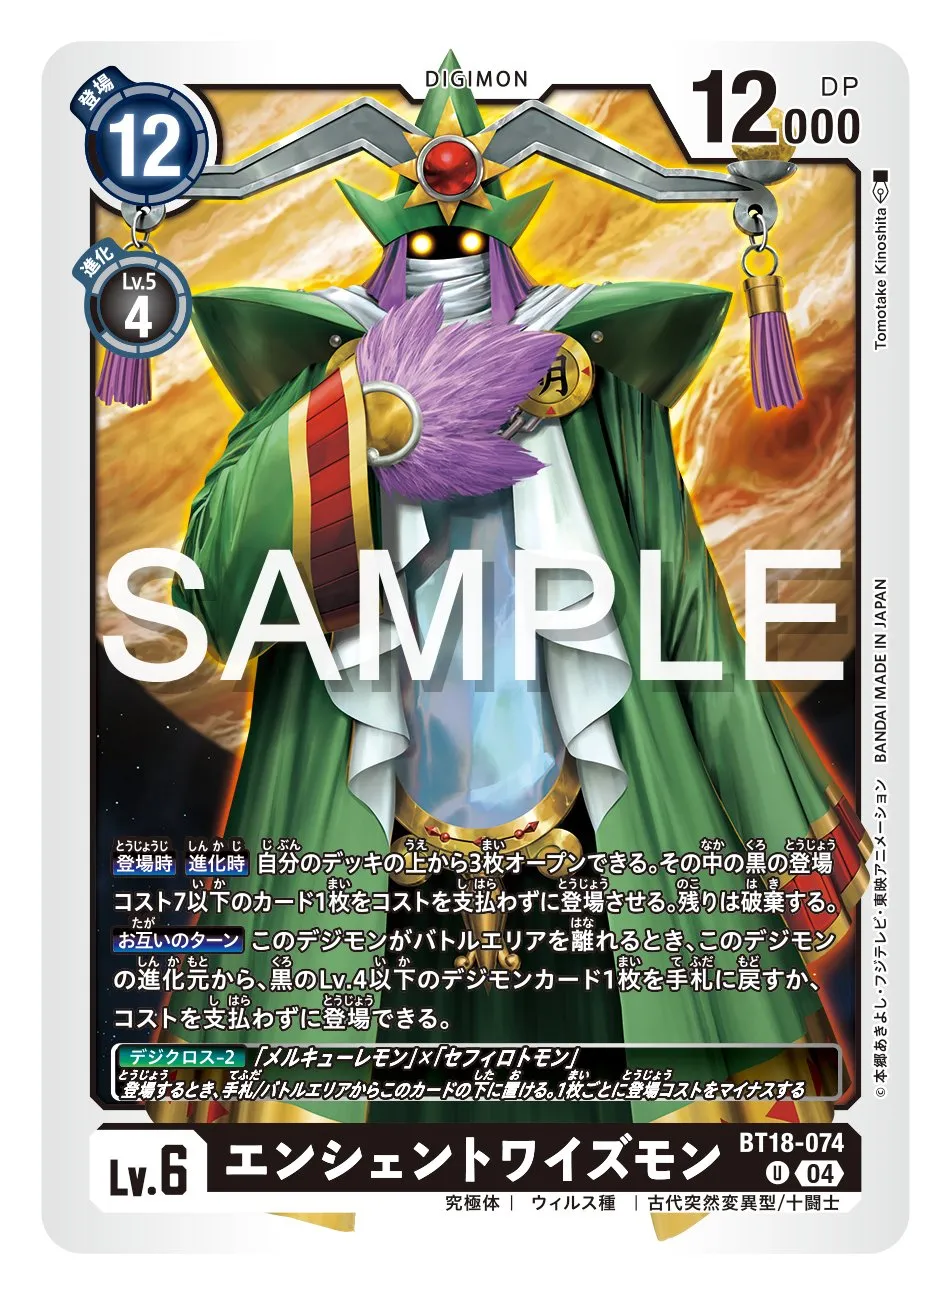 DIGIMON
登場
12
12000
DP
進化
Lv.5
4
Tomotake Kinoshita
明
SAMPLE
BANDAI MADE IN JAPAN
©本郷あきよし・フジテレビ・東映アニメーション
登場時 進化時 自分のデッキの上から3枚オープンできる。その中の黒の登場
コスト7以下のカード1枚をコストを支払わずに登場させる。残りは破棄する。
お互いのターン このデジモンがバトルエリアを離れるとき、このデジモン
の進化元から、黒のLv.4以下のデジモンカード1枚を手札に戻すか、
コストを支払わずに登場できる。
デジクロス-2 「メルキューレモン」×「セフィロトモン」
登場するとき、手札/バトルエリアからこのカードの下に置ける。1枚ごとに登場コストをマイナスする
Lv.6
エンシェントワイズモン
BT18-074
U 04
究極体 | ウィルス種 | 古代突然変異型/十闘士